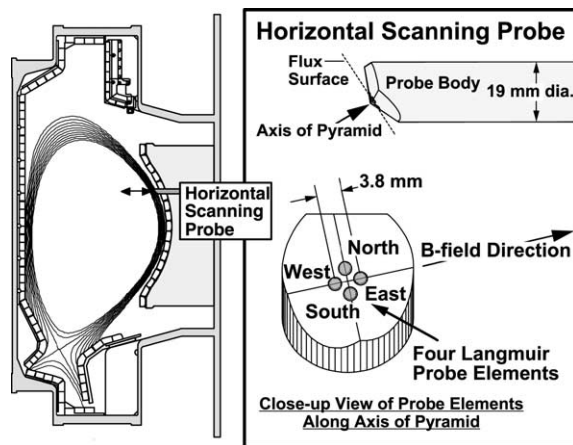 Horizontal
Scanning
Probe
Horizontal Scanning Probe
Flux
Surface
Probe Body
19 mm dia.
Axis of Pyramid
3.8 mm
North
B-field Direction
West
East
South
Four Langmuir
Probe Elements
Close-up View of Probe Elements
Along Axis of Pyramid